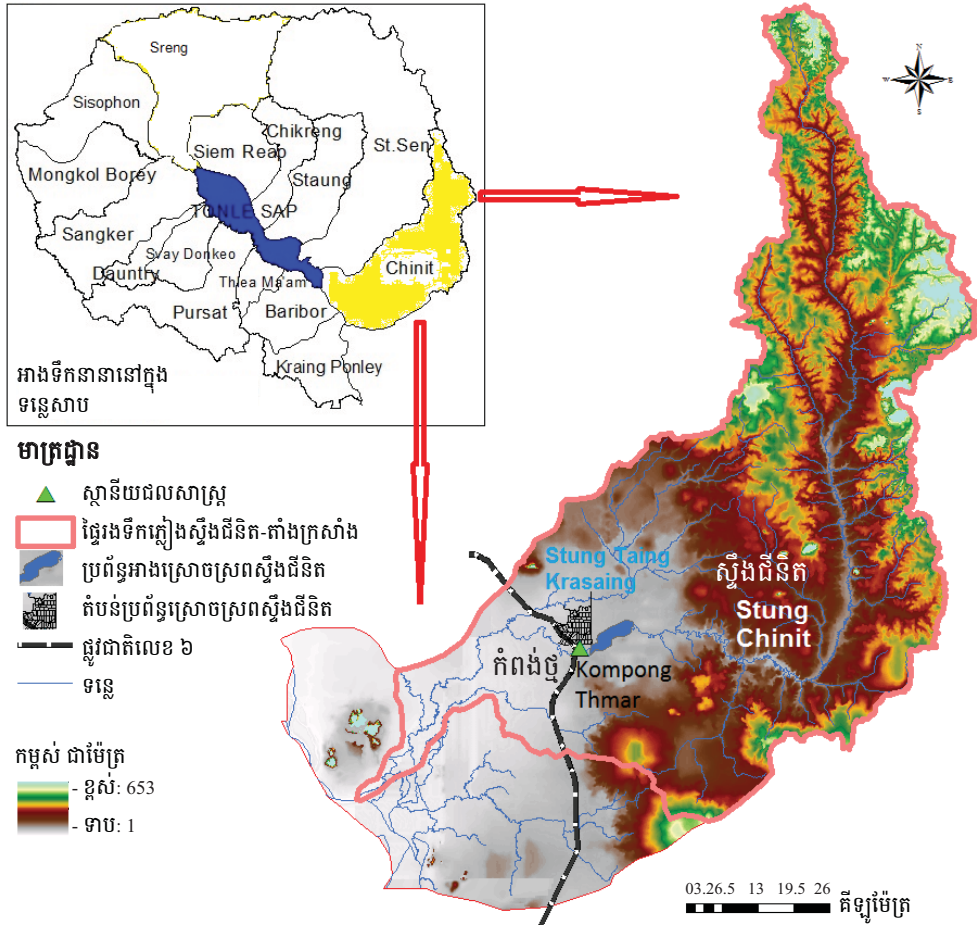 Sreng
Sisophon
Chikreng
Siem Reap
St.Sen
Mongkol Borey
Staung
TONLE SAP
Sangker
Svay Donkeo
Chinit
Dauntry
Thlea Ma'am
Pursat
Baribor
Kraing Ponley
អាងទឹកនានានៅក្នុង
ទន្លេសាប
N
W E
S
មាត្រដ្ឋាន
ស្ថានីយជលសាស្ត្រ
ផ្ទៃរងទឹកភ្លៀងស្ទឹងជីនិត-តាំងក្រសាំង
ប្រព័ន្ធអាងស្រោចស្រពស្ទឹងជីនិត
តំបន់ប្រព័ន្ធស្រោចស្រពស្ទឹងជីនិត
ផ្លូវជាតិលេខ ៦
ទន្លេ
កម្ពស់ ជាម៉ែត្រ
- ខ្ពស់: 653
- ទាប: 1
Stung Taing
Krasaing
ស្ទឹងជីនិត
Stung
Chinit
កំពង់ថ្ម
Kompong
Thmar
03.26.5 13 19.5 26
គីឡូម៉ែត្រ